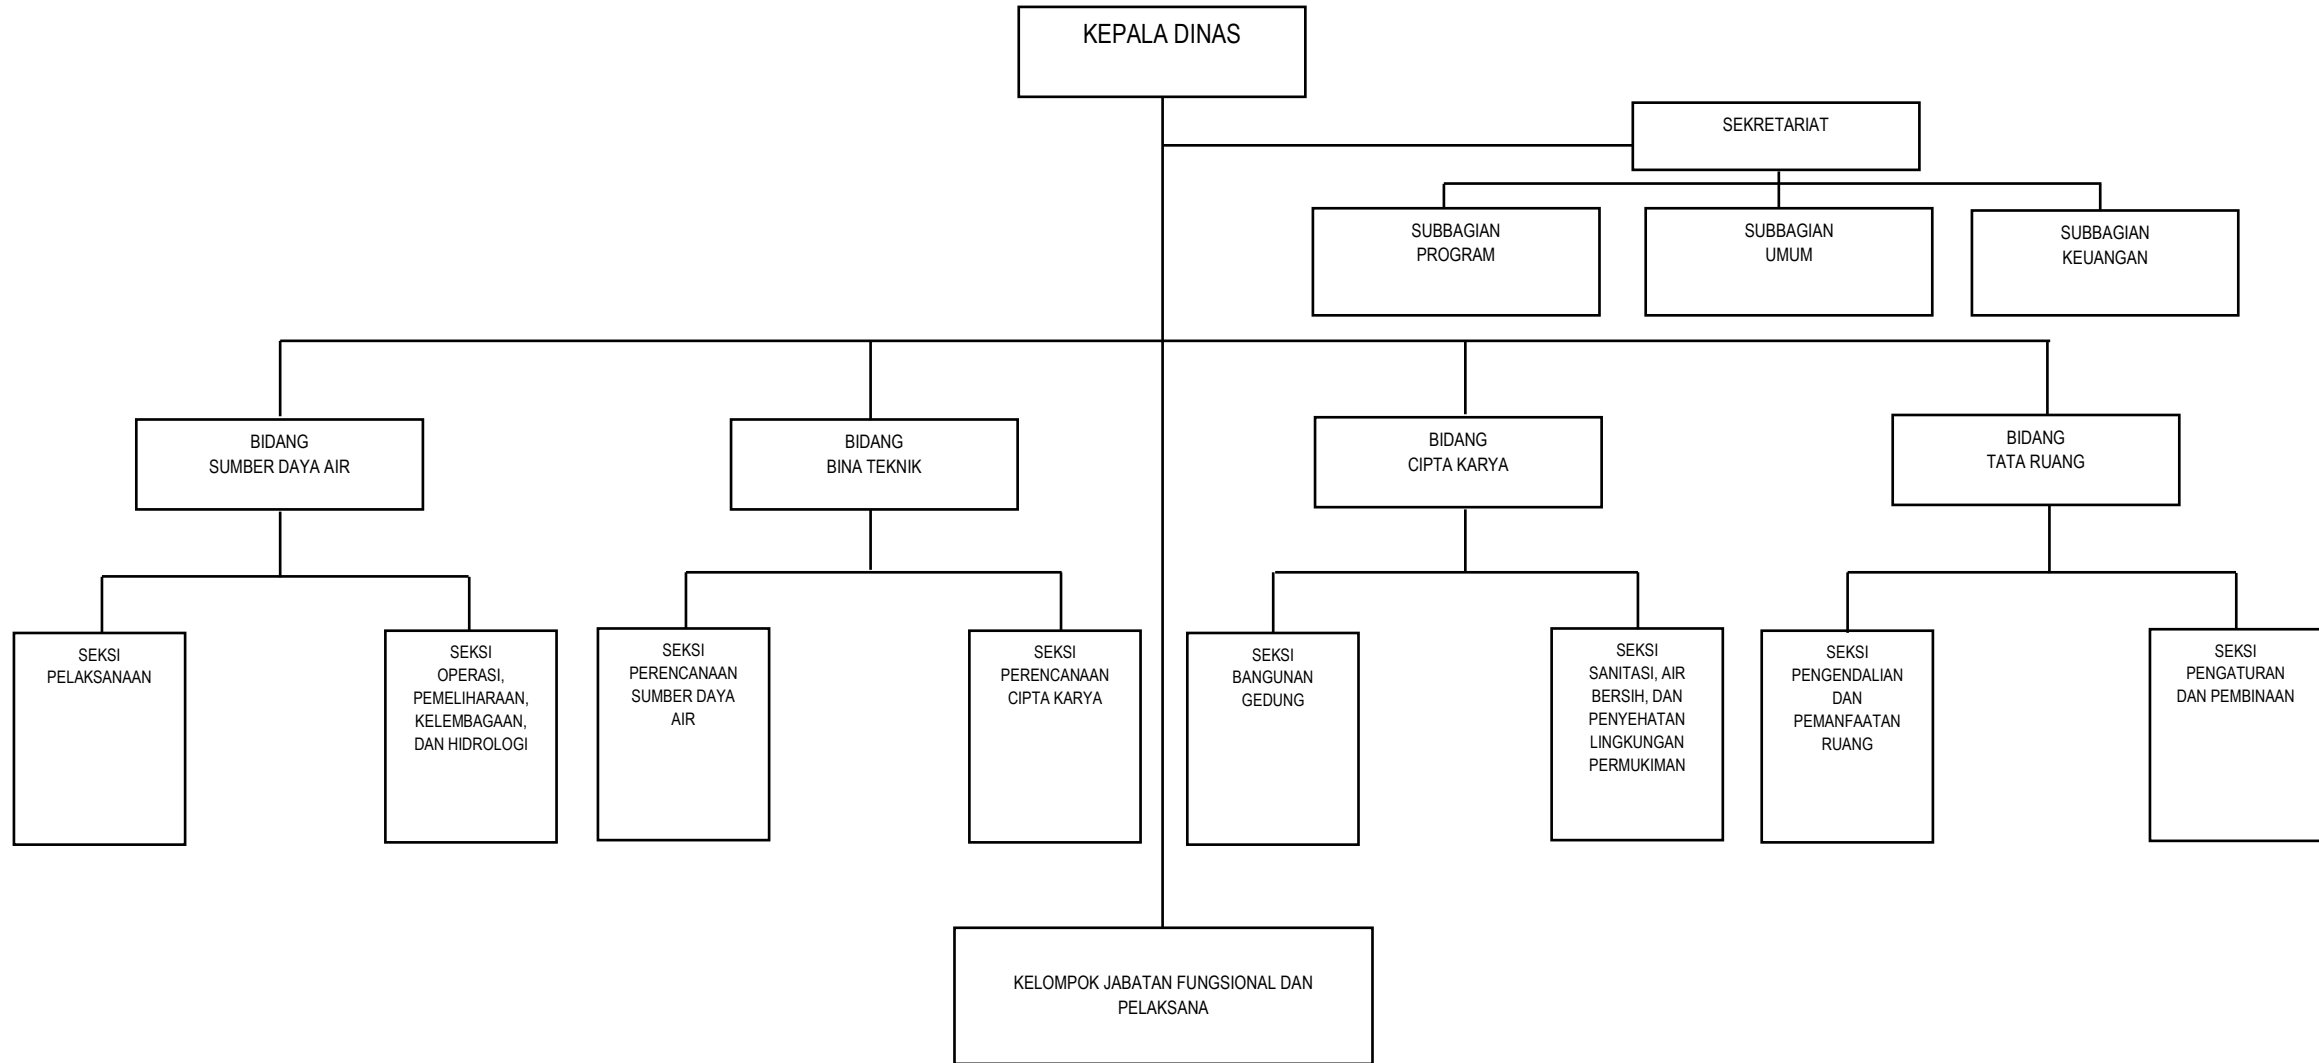 KEPALA DINAS
SEKRETARIAT
SUBBAGIAN
PROGRAM
SUBBAGIAN
UMUM
SUBBAGIAN
KEUANGAN
BIDANG
SUMBER DAYA AIR
BIDANG
BINA TEKNIK
BIDANG
CIPTA KARYA
BIDANG
TATA RUANG
SEKSI
PELAKSANAAN
SEKSI
OPERASI,
PEMELIHARAAN,
KELEMBAGAAN,
DAN HIDROLOGI
SEKSI
PERENCANAAN
SUMBER DAYA
AIR
SEKSI
PERENCANAAN
CIPTA KARYA
SEKSI
BANGUNAN
GEDUNG
SEKSI
SANITASI, AIR
BERSIH, DAN
PENYEHATAN
LINGKUNGAN
PERMUKIMAN
SEKSI
PENGENDALIAN
DAN
PEMANFAATAN
RUANG
SEKSI
PENGATURAN
DAN PEMBINAAN
KELOMPOK JABATAN FUNGSIONAL DAN
PELAKSANA